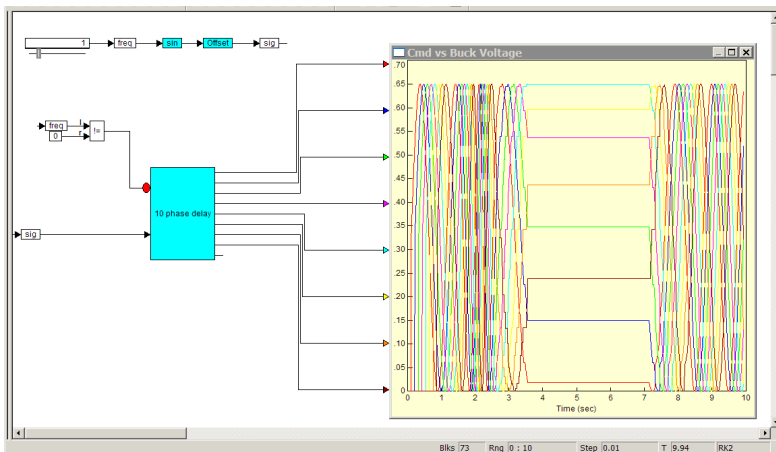 1
freq
sin
Offset
sig
freq
0
l
r
!=
10 phase delay
sig
Cmd vs Buck Voltage
.70
.65
.60
.55
.50
.45
.40
.35
.30
.25
.20
.15
.10
.05
0
0 1 2 3 4 5 6 7 8 9 10
Time (sec)
Blks 73 Rng 0 : 10 Step 0.01 T 9.94 RK2